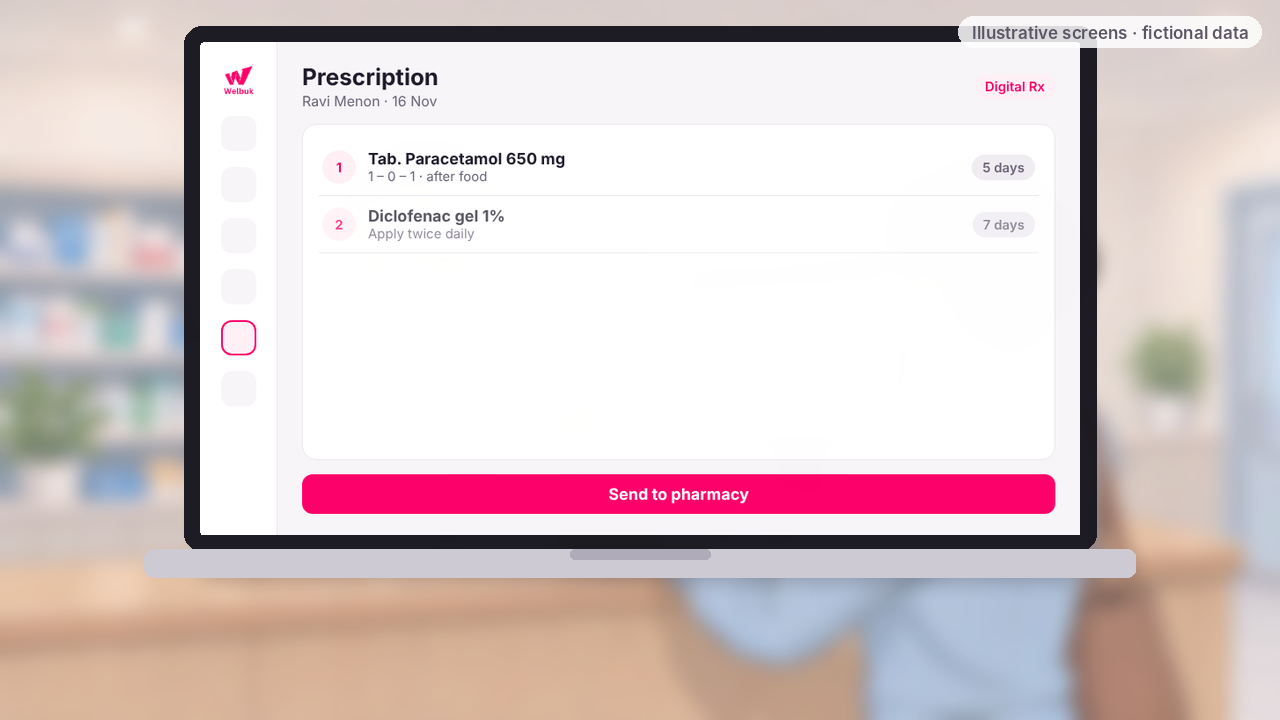 Illustrative screens · fictional data
Welbuk
Prescription
Ravi Menon · 16 Nov
Digital Rx
1
Tab. Paracetamol 650 mg
1 – 0 – 1 · after food
5 days
2
Diclofenac gel 1%
Apply twice daily
7 days
Send to pharmacy